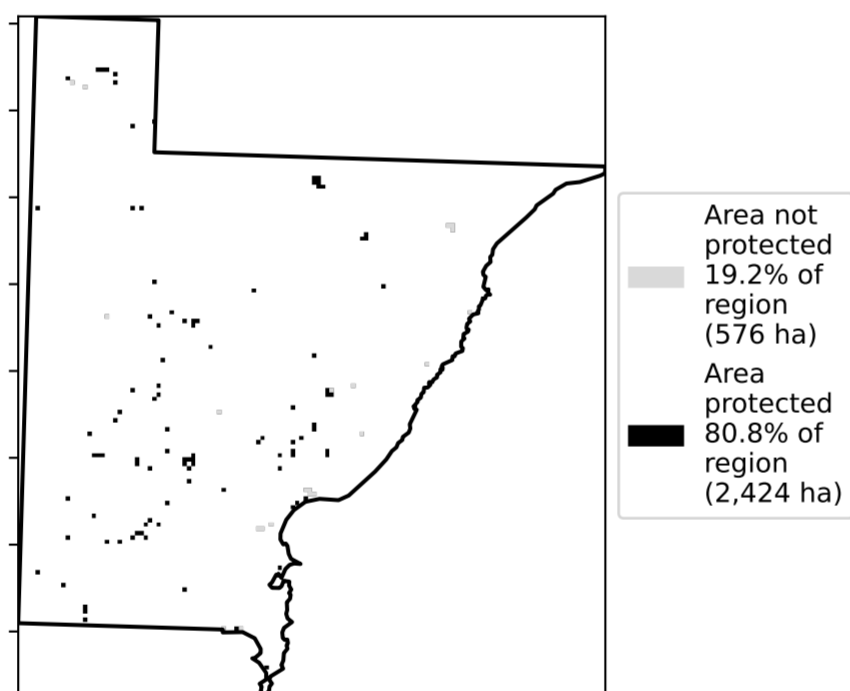 Area not
protected
19.2% of
region
(576 ha)
Area
protected
80.8% of
region
(2,424 ha)